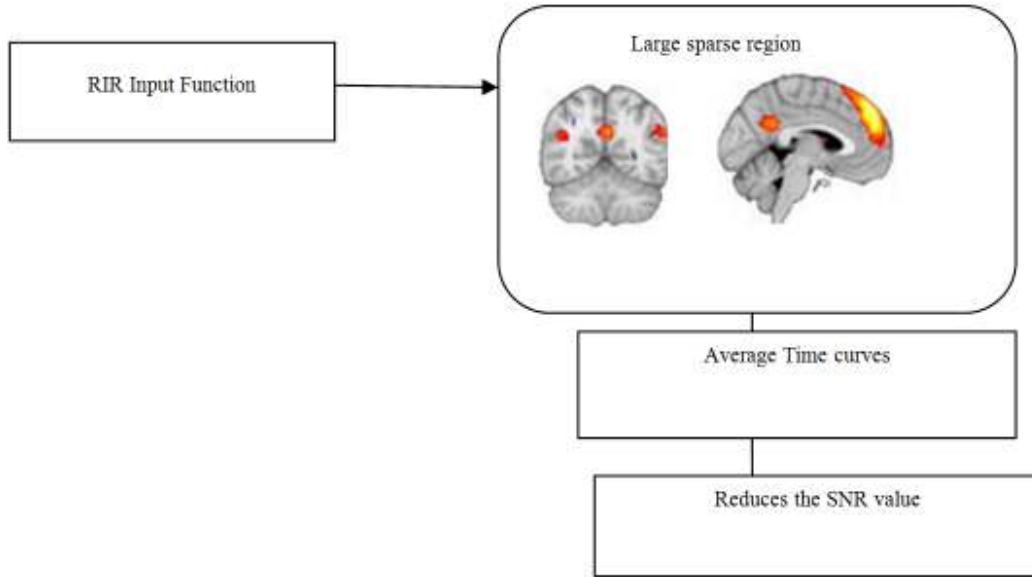 RIR Input Function
Large sparse region
Average Time curves
Reduces the SNR value